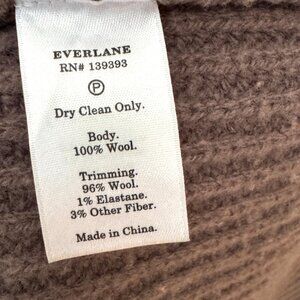 EVERLANE
RN# 139393
P
Dry Clean Only.
Body.
100% Wool.
Trimming.
96% Wool.
1% Elastane.
3% Other Fiber.
Made in China.